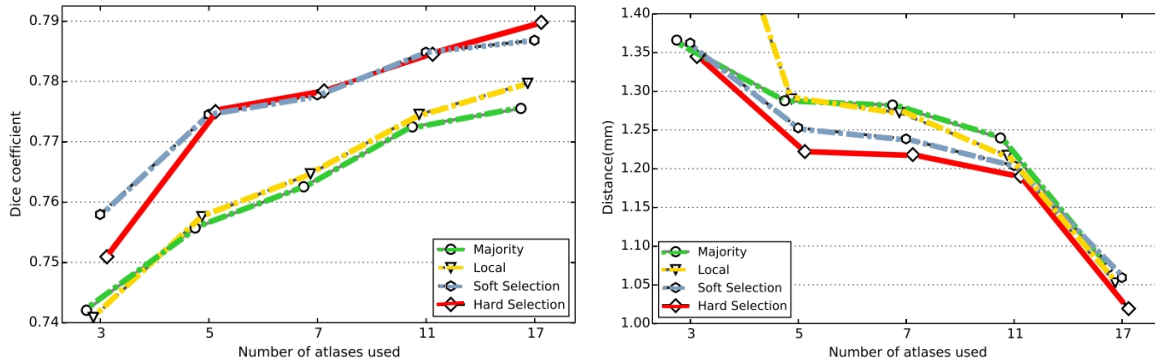 0.79
0.78
0.77
0.76
0.75
0.74
Dice coefficient
3 5 7 11 17
Number of atlases used
Majority
Local
Soft Selection
Hard Selection
1.40
1.35
1.30
1.25
1.20
1.15
1.10
1.05
1.00
Distance(mm)
3 5 7 11 17
Number of atlases used
Majority
Local
Soft Selection
Hard Selection